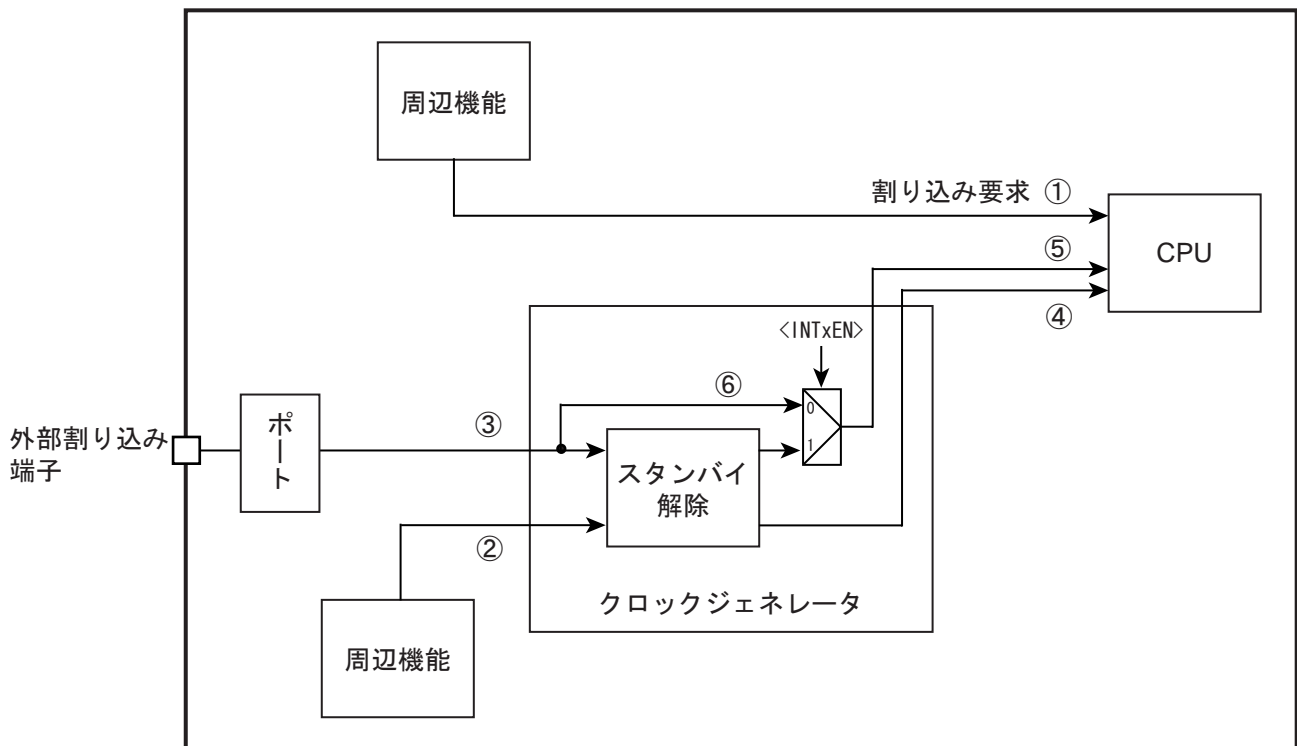 周辺機能
割り込み要求 ①
CPU
⑤
④
<INTxEN>
⑥
0
1
③
外部割り込み
端子
ポート
スタンバイ
解除
②
クロックジェネレータ
周辺機能